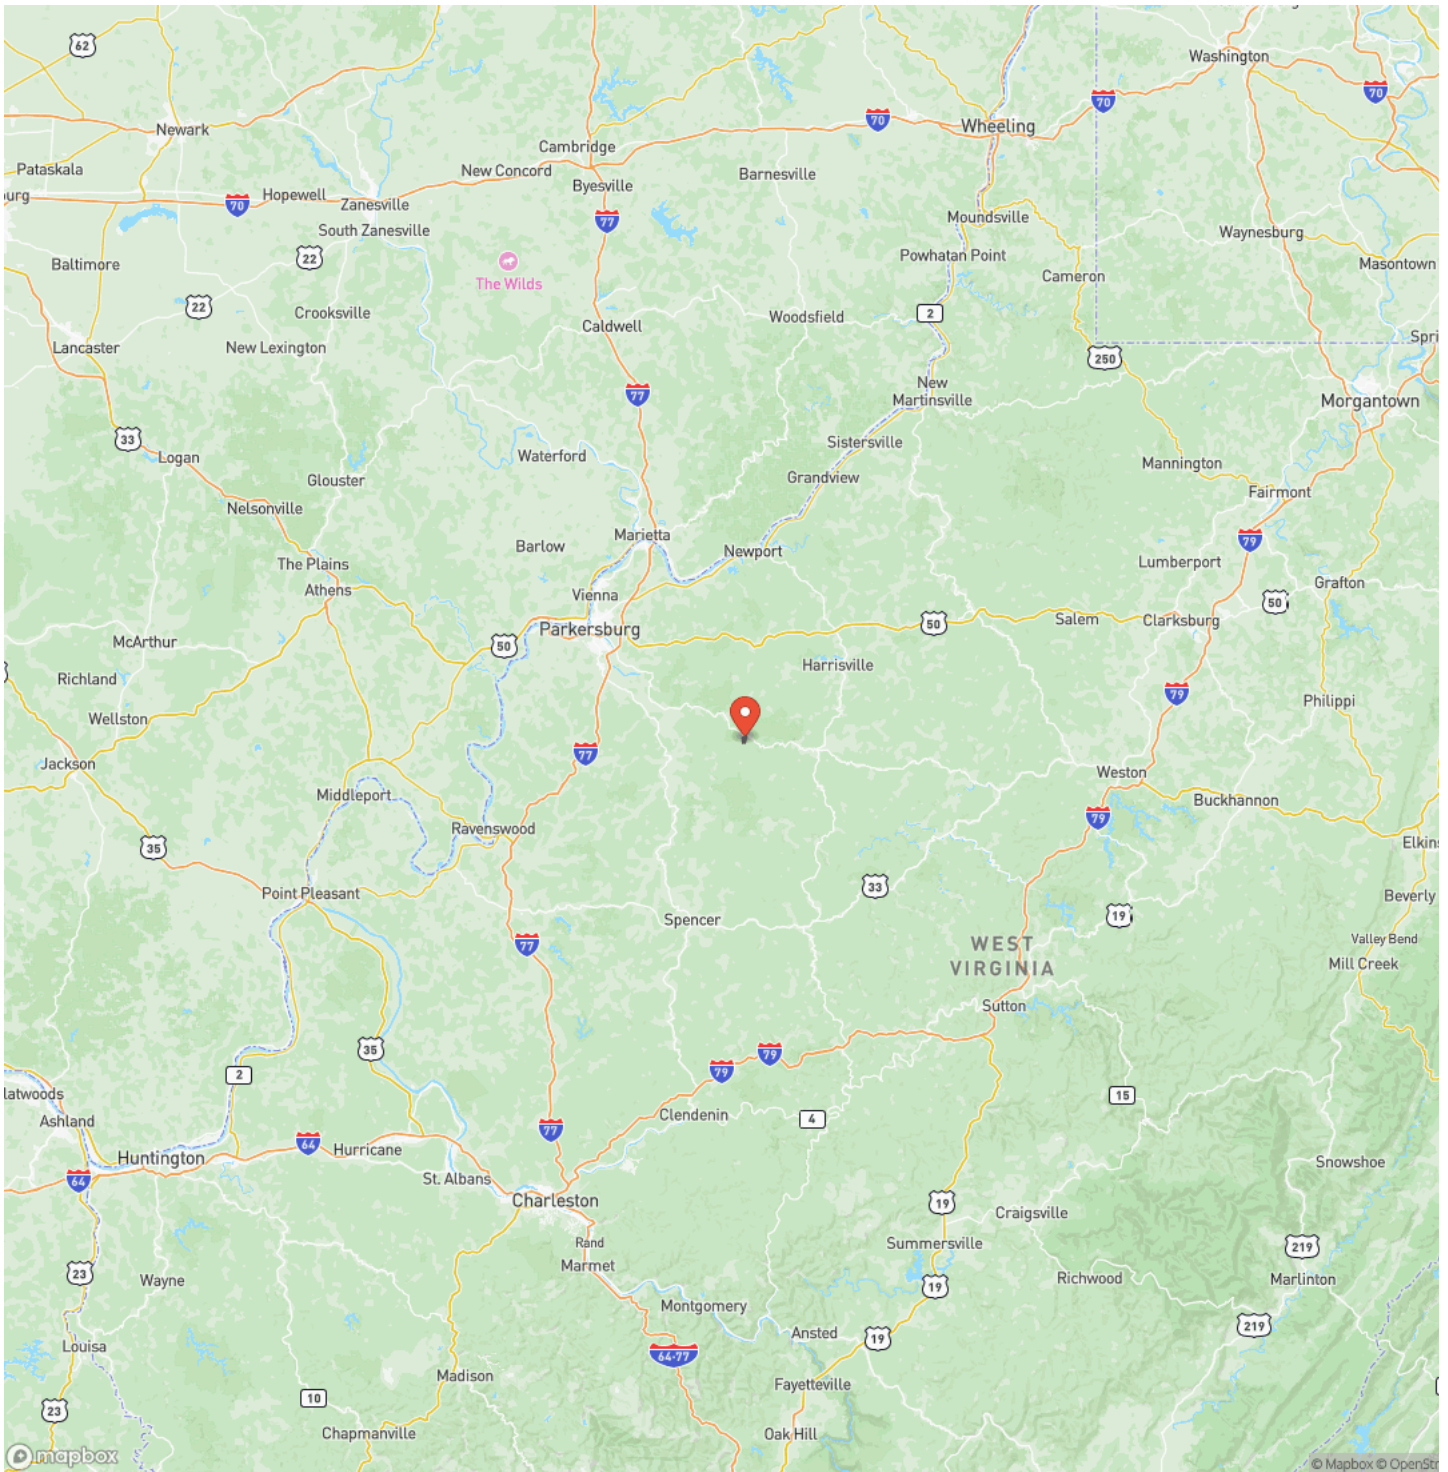 62
Washington
70
70
70
Newark
Wheeling
Cambridge
New Concord
Pataskala
Barnesville
Byesville
Hopewell
70
Zanesville
77
Moundsville
South Zanesville
Waynesburg
22
Powhatan Point
Baltimore
Masontown
The Wilds
Cameron
22
Crooksville
2
Woodsfield
Caldwell
Lancaster
New Lexington
250
New
Martinsville
77
Morgantown
33
Sistersville
Logan
Waterford
Mannington
Glouster
Grandview
Fairmont
Nelsonville
Marietta
79
Barlow
Newport
The Plains
Lumberport
Athens
Vienna
Grafton
50
Parkersburg
50
Salem
Clarksburg
McArthur
50
Harrisville
Richland
79
Philippi
Wellston
77
Jackson
Weston
Middleport
Buckhannon
Ravenswood
79
35
Elkins
33
Point Pleasant
Beverly
Spencer
19
77
WEST
VIRGINIA
Valley Bend
Mill Creek
Sutton
35
79
79
2
latwoods
15
Ashland
Clendenin
4
77
64
Hurricane
Huntington
Snowshoe
64
St. Albans
Charleston
19
Craigsville
Rand
Summersville
219
Marmet
23
Wayne
Richwood
Marlinton
19
Montgomery
219
Ansted
19
Louisa
64-77
Madison
Fayetteville
10
23
Chapmanville
Oak Hill
mapbox
© Mapbox © OpenStr